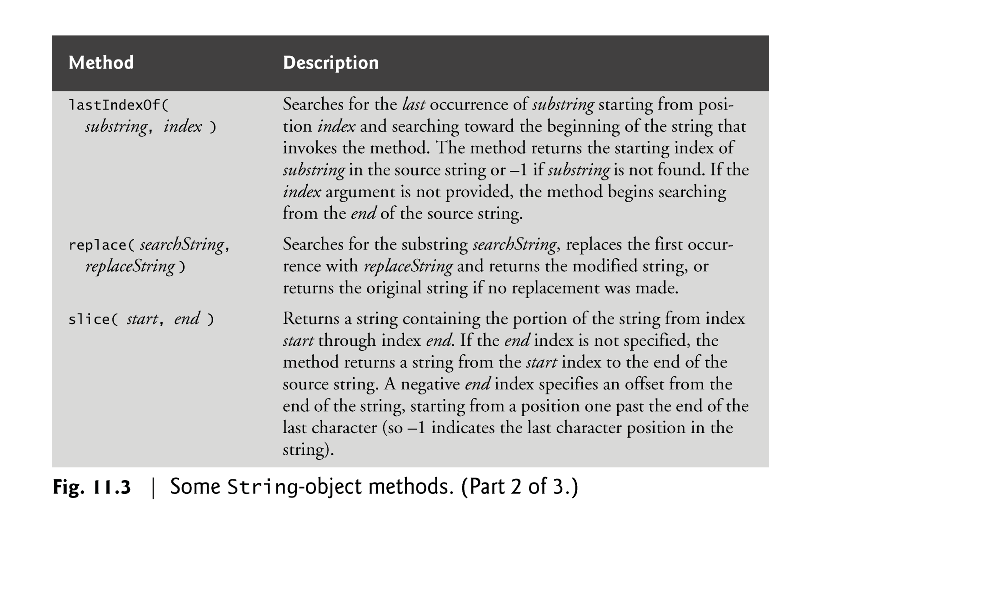 Method Description
lastIndexOf(
substring, index )
Searches for the last occurrence of substring starting from posi-
tion index and searching toward the beginning of the string that
invokes the method. The method returns the starting index of
substring in the source string or –1 if substring is not found. If the
index argument is not provided, the method begins searching
from the end of the source string.
replace( searchString,
replaceString )
Searches for the substring searchString, replaces the first occur-
rence with replaceString and returns the modified string, or
returns the original string if no replacement was made.
slice( start, end )
Returns a string containing the portion of the string from index
start through index end. If the end index is not specified, the
method returns a string from the start index to the end of the
source string. A negative end index specifies an offset from the
end of the string, starting from a position one past the end of the
last character (so –1 indicates the last character position in the
string).
Fig. 11.3 | Some String-object methods. (Part 2 of 3.)